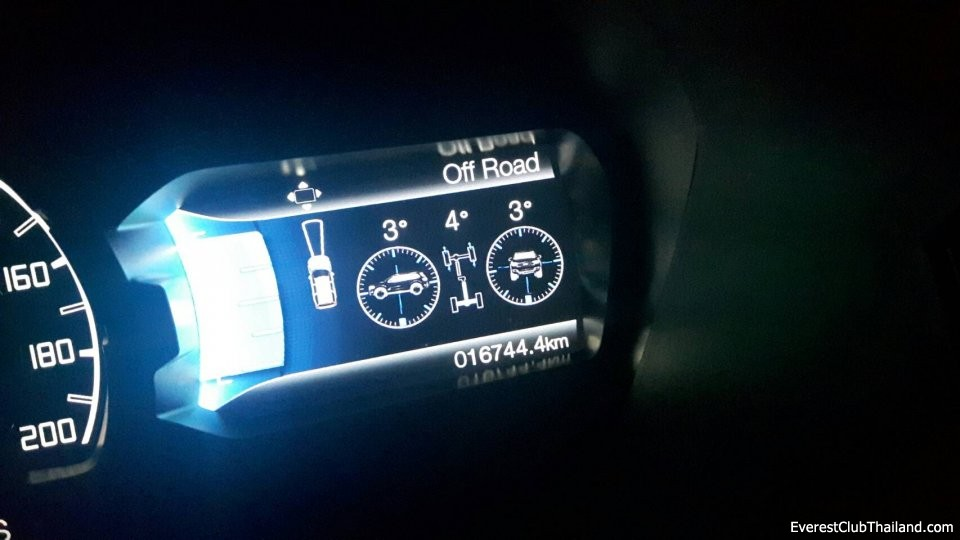 Off Road
3° 4° 3°
160
180
200
016744.4km
EverestClubThailand.com